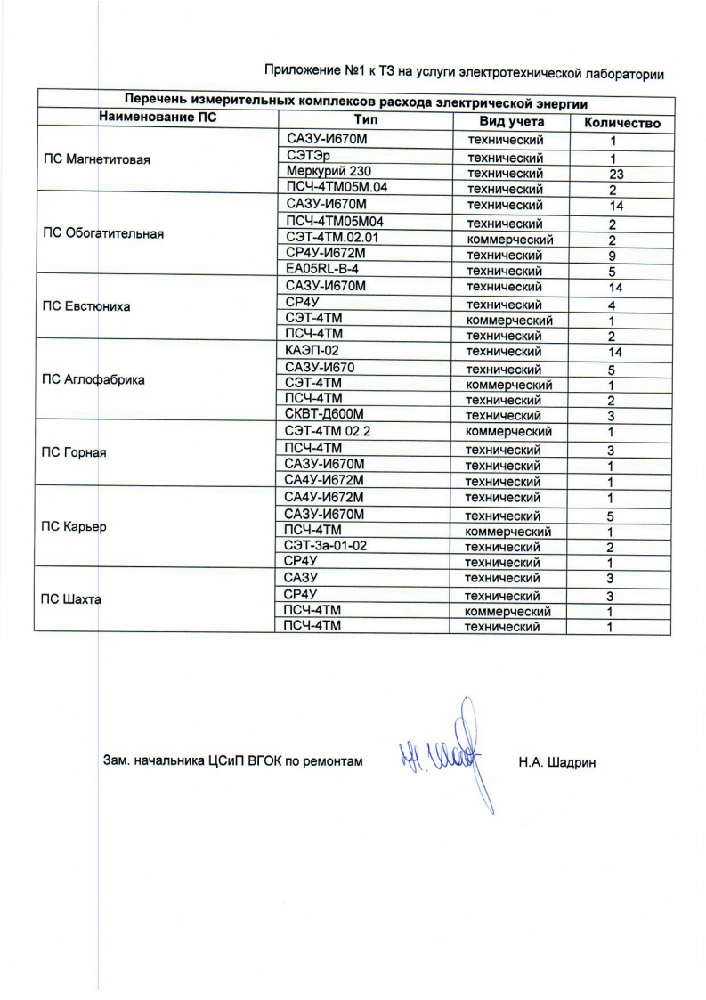 Приложение №1 к ТЗ на услуги электротехнической лаборатории
Перечень измерительных комплексов расхода электрической энергии
Наименование ПС Тип Вид учета Количество
ПС Магнетитовая
САЗУ-И670М технический 1
СЭТЭр технический 1
Меркурий 230 технический 23
ПСЧ-4ТМ05М.04 технический 2
ПС Обогатительная
САЗУ-И670М технический 14
ПСЧ-4ТМ05М04 технический 2
СЭТ-4ТМ.02.01 коммерческий 2
СР4У-И672М технический 9
EA05RL-B-4 технический 5
ПС Евстюниха
САЗУ-И670М технический 14
СР4У технический 4
СЭТ-4ТМ коммерческий 1
ПСЧ-4ТМ технический 2
ПС Аглофабрика
КАЭП-02 технический 14
САЗУ-И670 технический 5
СЭТ-4ТМ коммерческий 1
ПСЧ-4ТМ технический 2
СКВТ-Д600М технический 3
ПС Горная
СЭТ-4ТМ 02.2 коммерческий 1
ПСЧ-4ТМ технический 3
САЗУ-И670М технический 1
СА4У-И672М технический 1
ПС Карьер
СА4У-И672М технический 1
САЗУ-И670М технический 5
ПСЧ-4ТМ коммерческий 1
СЭТ-3а-01-02 технический 2
СР4У технический 1
ПС Шахта
САЗУ технический 3
СР4У технический 3
ПСЧ-4ТМ коммерческий 1
ПСЧ-4ТМ технический 1
Зам. начальника ЦСиП ВГОК по ремонтам Н.А. Шадрин